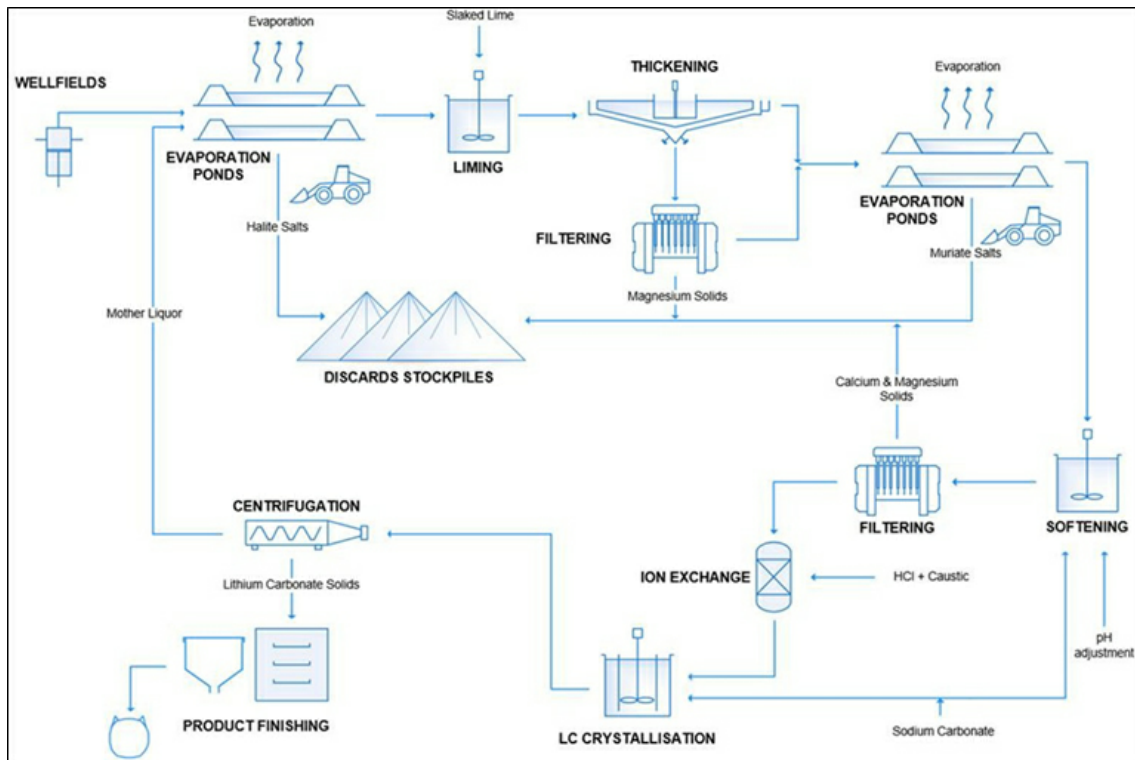 Evaporation
Slaked Lime
WELLFIELDS
THICKENING
Evaporation
EVAPORATION
PONDS
LIMING
EVAPORATION
PONDS
Halite Salts
FILTERING
Muriate Salts
Magnesium Solids
Mother Liquor
DISCARDS STOCKPILES
Calcium & Magnesium
Solids
CENTRIFUGATION
FILTERING
SOFTENING
Lithium Carbonate Solids
ION EXCHANGE
HCl + Caustic
pH
adjustment
PRODUCT FINISHING
LC CRYSTALLISATION
Sodium Carbonate